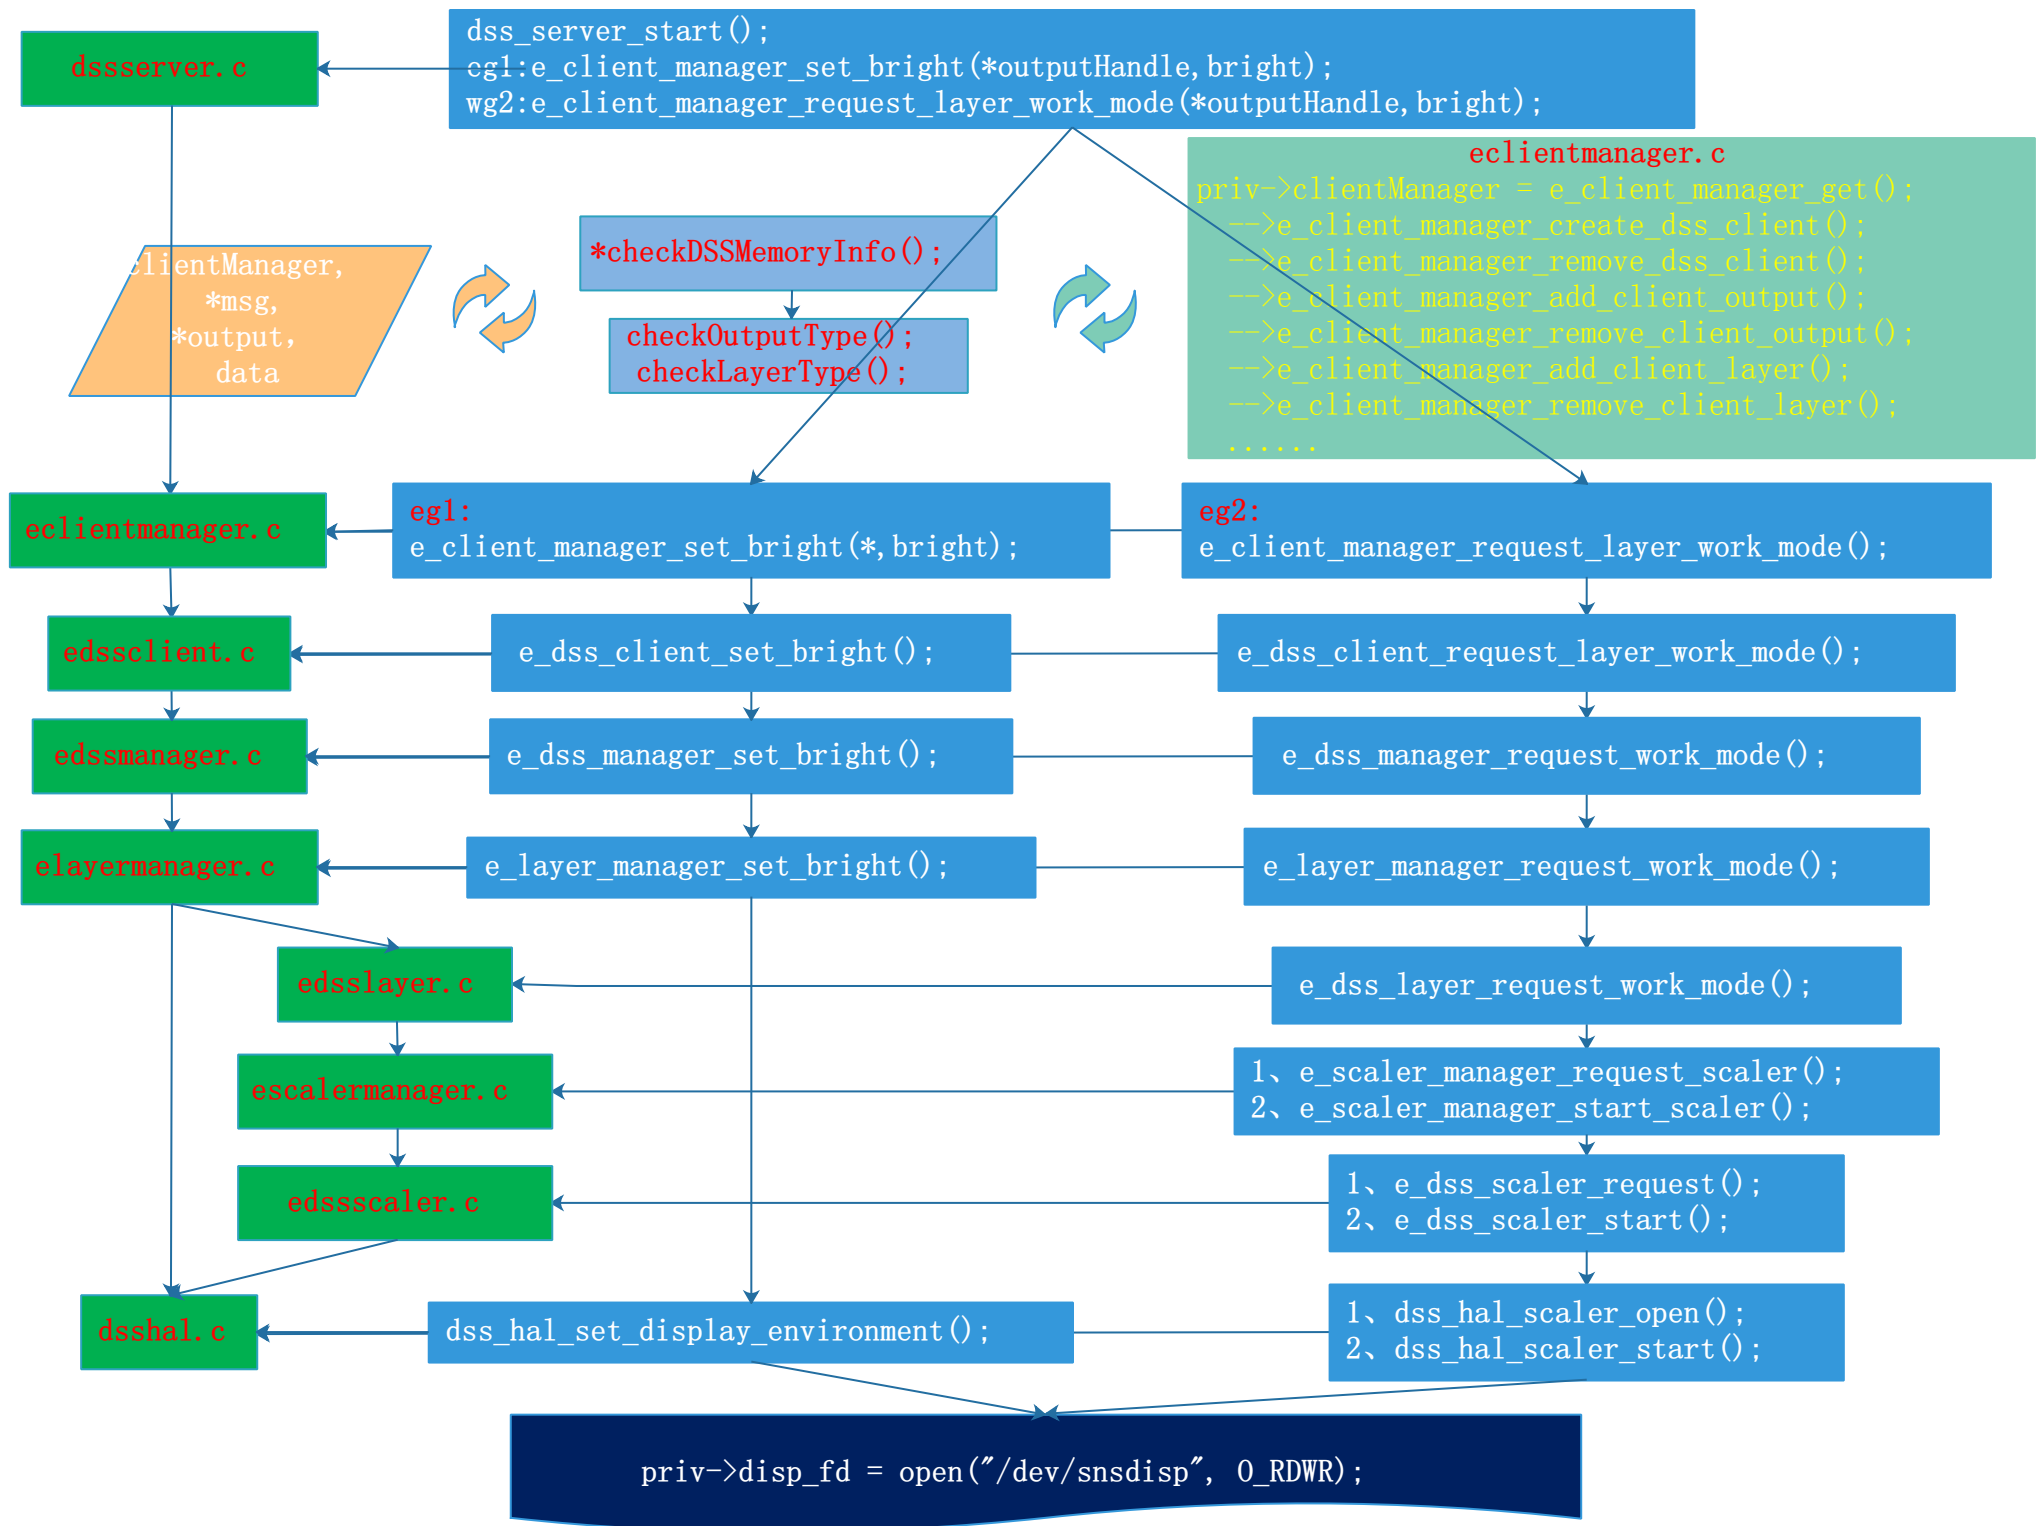 dssserver.c
dss_server_start();
eg1:e_client_manager_set_bright(*outputHandle,bright);
wg2:e_client_manager_request_layer_work_mode(*outputHandle,bright);
eclientmanager.c
priv->clientManager = e_client_manager_get();
-->e_client_manager_create_dss_client();
-->e_client_manager_remove_dss_client();
-->e_client_manager_add_client_output();
-->e_client_manager_remove_client_output();
-->e_client_manager_add_client_layer();
-->e_client_manager_remove_client_layer();
......
clientManager,
*msg,
*output,
data
*checkDSSMemoryInfo();
checkOutputType();
checkLayerType();
eclientmanager.c
eg1:
e_client_manager_set_bright(*,bright);
eg2:
e_client_manager_request_layer_work_mode();
edssclient.c
e_dss_client_set_bright();
e_dss_client_request_layer_work_mode();
edssmanager.c
e_dss_manager_set_bright();
e_dss_manager_request_work_mode();
elayermanager.c
e_layer_manager_set_bright();
e_layer_manager_request_work_mode();
edsslayer.c
e_dss_layer_request_work_mode();
escalermanager.c
1、e_scaler_manager_request_scaler();
2、e_scaler_manager_start_scaler();
edssscaler.c
1、e_dss_scaler_request();
2、e_dss_scaler_start();
dsshal.c
dss_hal_set_display_environment();
1、dss_hal_scaler_open();
2、dss_hal_scaler_start();
priv->disp_fd = open("/dev/snsdisp", O_RDWR);